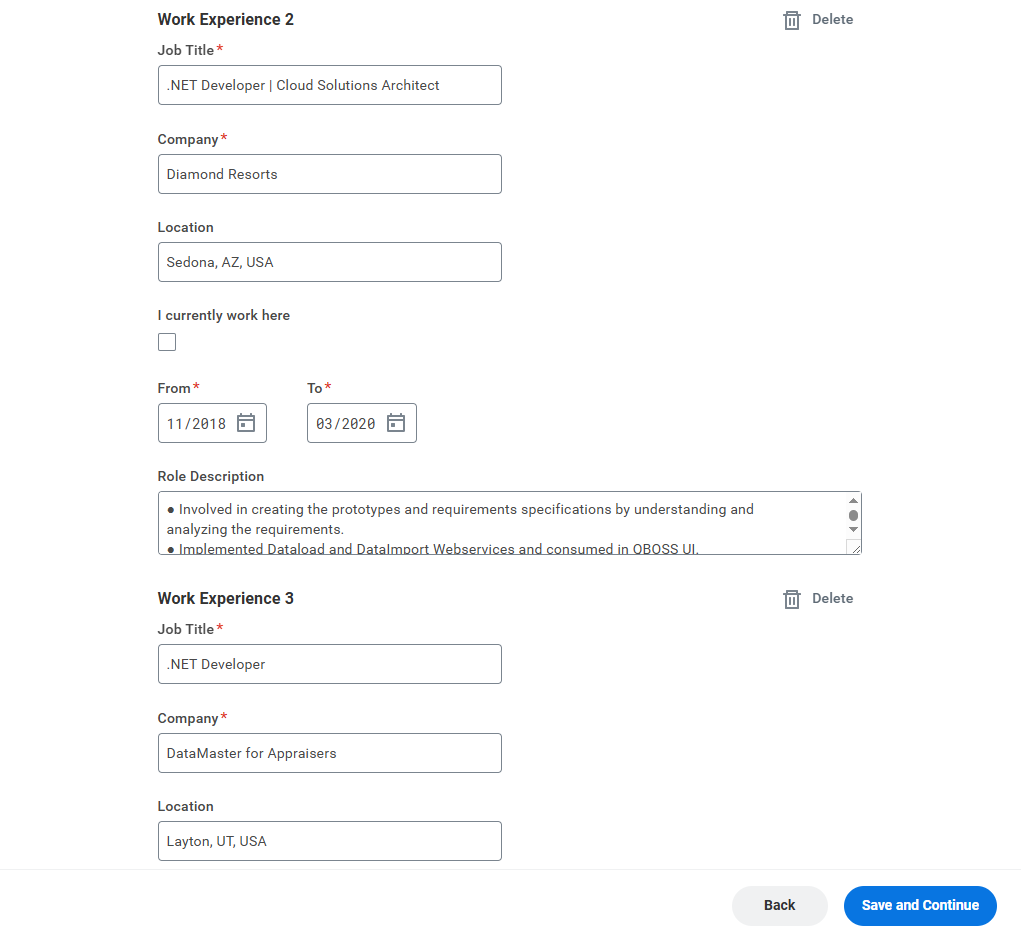 Work Experience 2
Delete
Job Title*
.NET Developer | Cloud Solutions Architect
Company*
Diamond Resorts
Location
Sedona, AZ, USA
I currently work here
From* To*
11/2018 03/2020
Role Description
● Involved in creating the prototypes and requirements specifications by understanding and
analyzing the requirements.
● Implemented Dataload and DataImport Webservices and consumed in QBOSS UI.
Work Experience 3
Delete
Job Title*
.NET Developer
Company*
DataMaster for Appraisers
Location
Layton, UT, USA
Back
Save and Continue